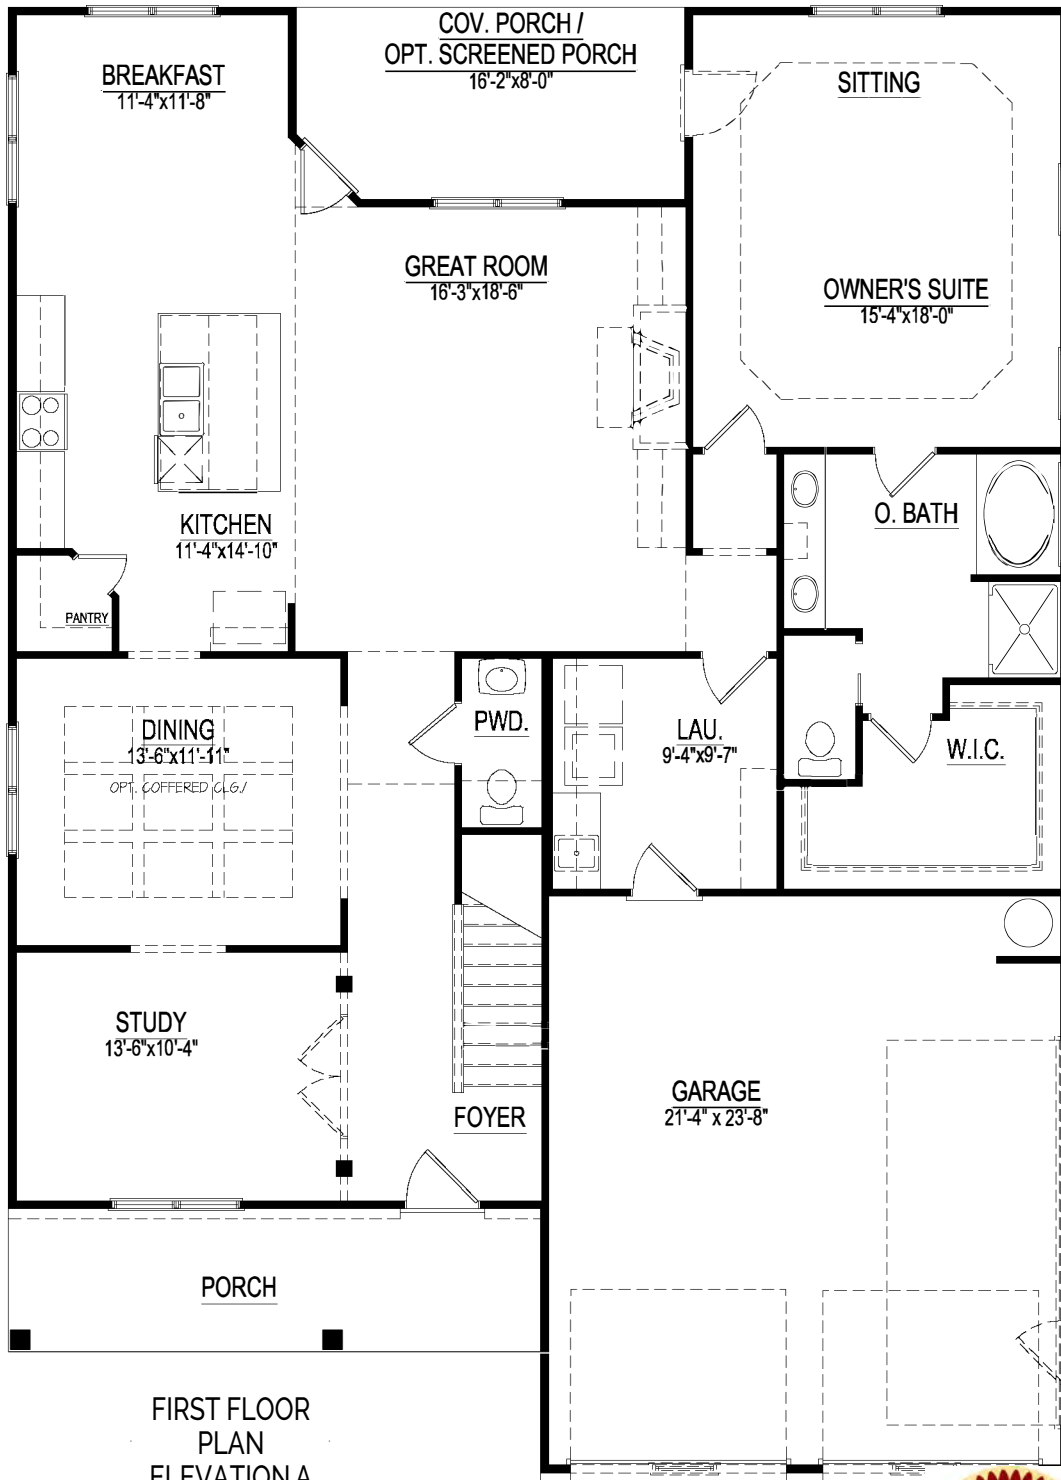 COV. PORCH /
OPT. SCREENED PORCH
16'-2"x8'-0"
BREAKFAST
11'-4"x11'-8"
SITTING
GREAT ROOM
16'-3"x18'-6"
OWNER'S SUITE
15'-4"x18'-0"
KITCHEN
11'-4"x14'-10"
O. BATH
PANTRY
DINING
13'-6"x11'-11"
OPT. COFFERED CLG./
PWD.
LAU.
9'-4"x9'-7"
W.I.C.
STUDY
13'-6"x10'-4"
FOYER
GARAGE
21'-4" x 23'-8"
PORCH
FIRST FLOOR
PLAN
ELEVATION A